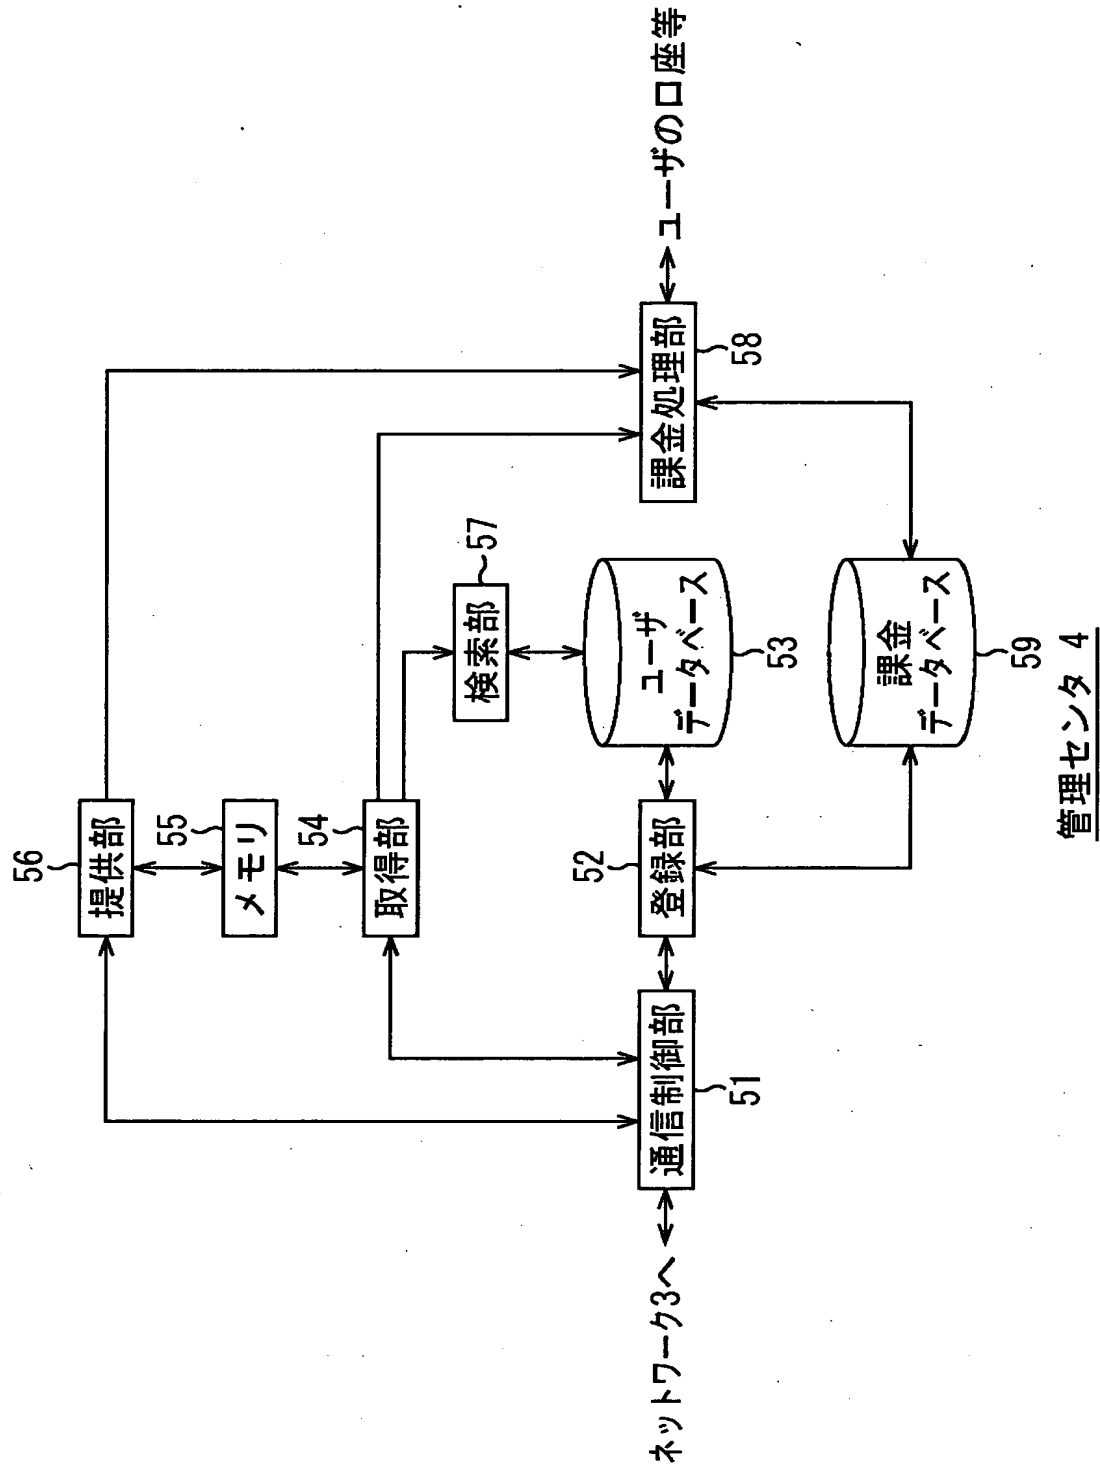 56
提供部
55
メモリ
54
取得部
57
検索部
ネットワーク3へ
通信制御部
51
52
登録部
ユーザ
データベース
53
課金処理部
58
ユーザの口座等
課金
データベース
59
管理センタ 4